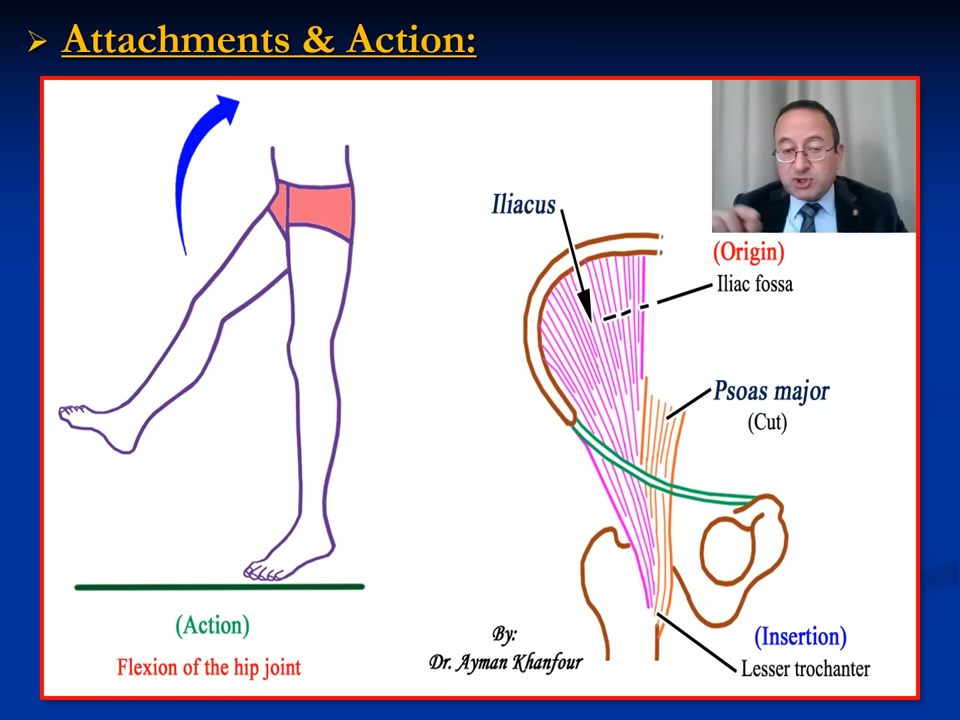 Attachments & Action:
Iliacus
(Origin)
Iliac fossa
Psoas major
(Cut)
(Action)
Flexion of the hip joint
By:
Dr. Ayman Khanfour
(Insertion)
Lesser trochanter